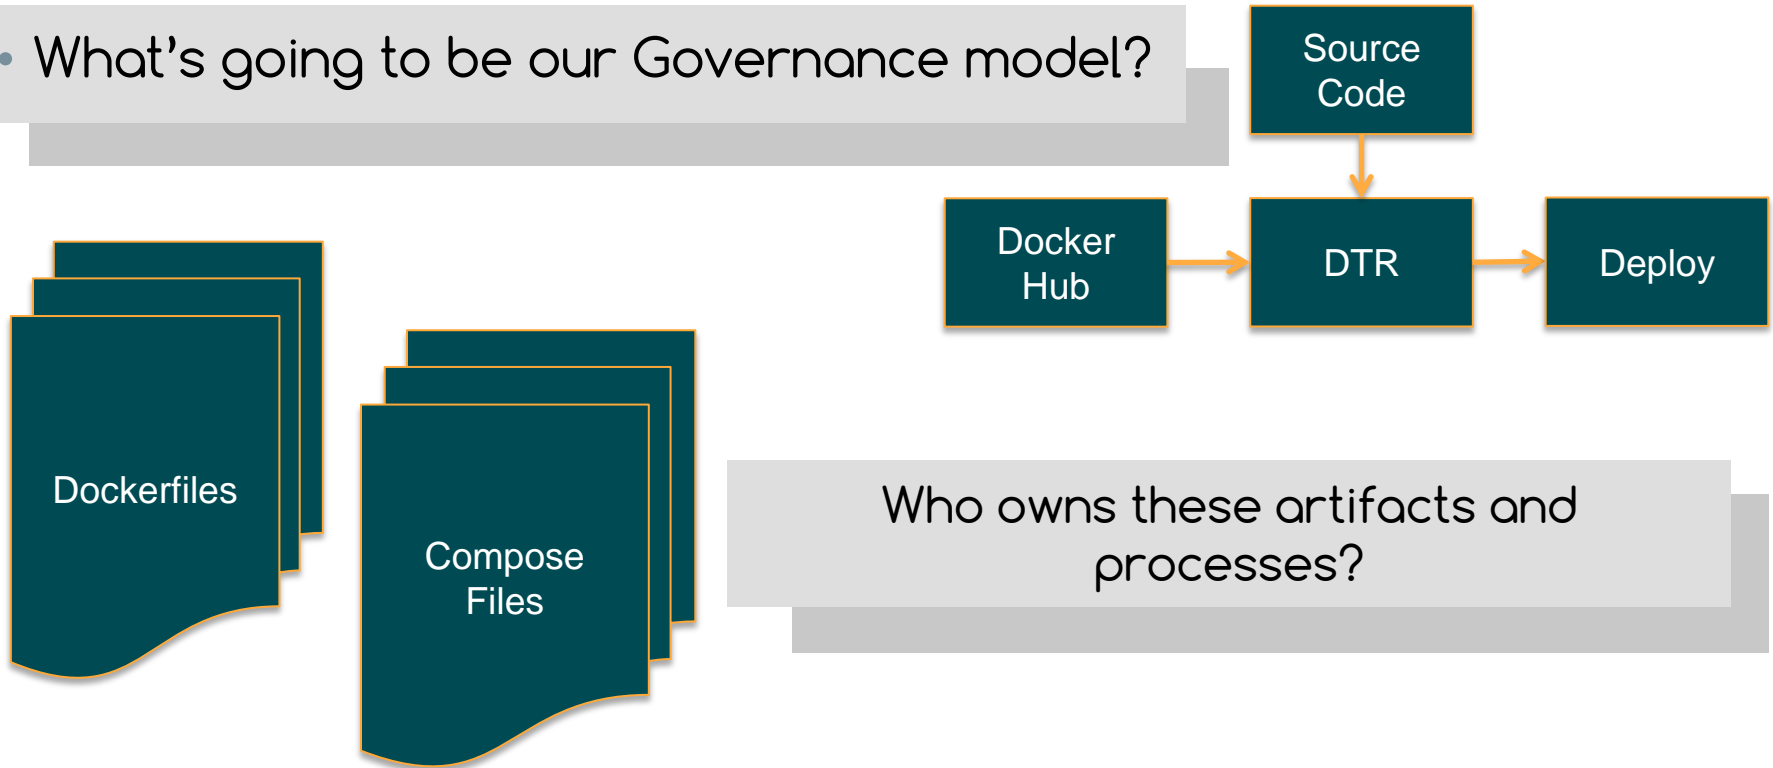 • What's going to be our Governance model?
Source
Code
Docker
Hub
DTR
Deploy
Dockerfiles
Compose
Files
Who owns these artifacts and
processes?